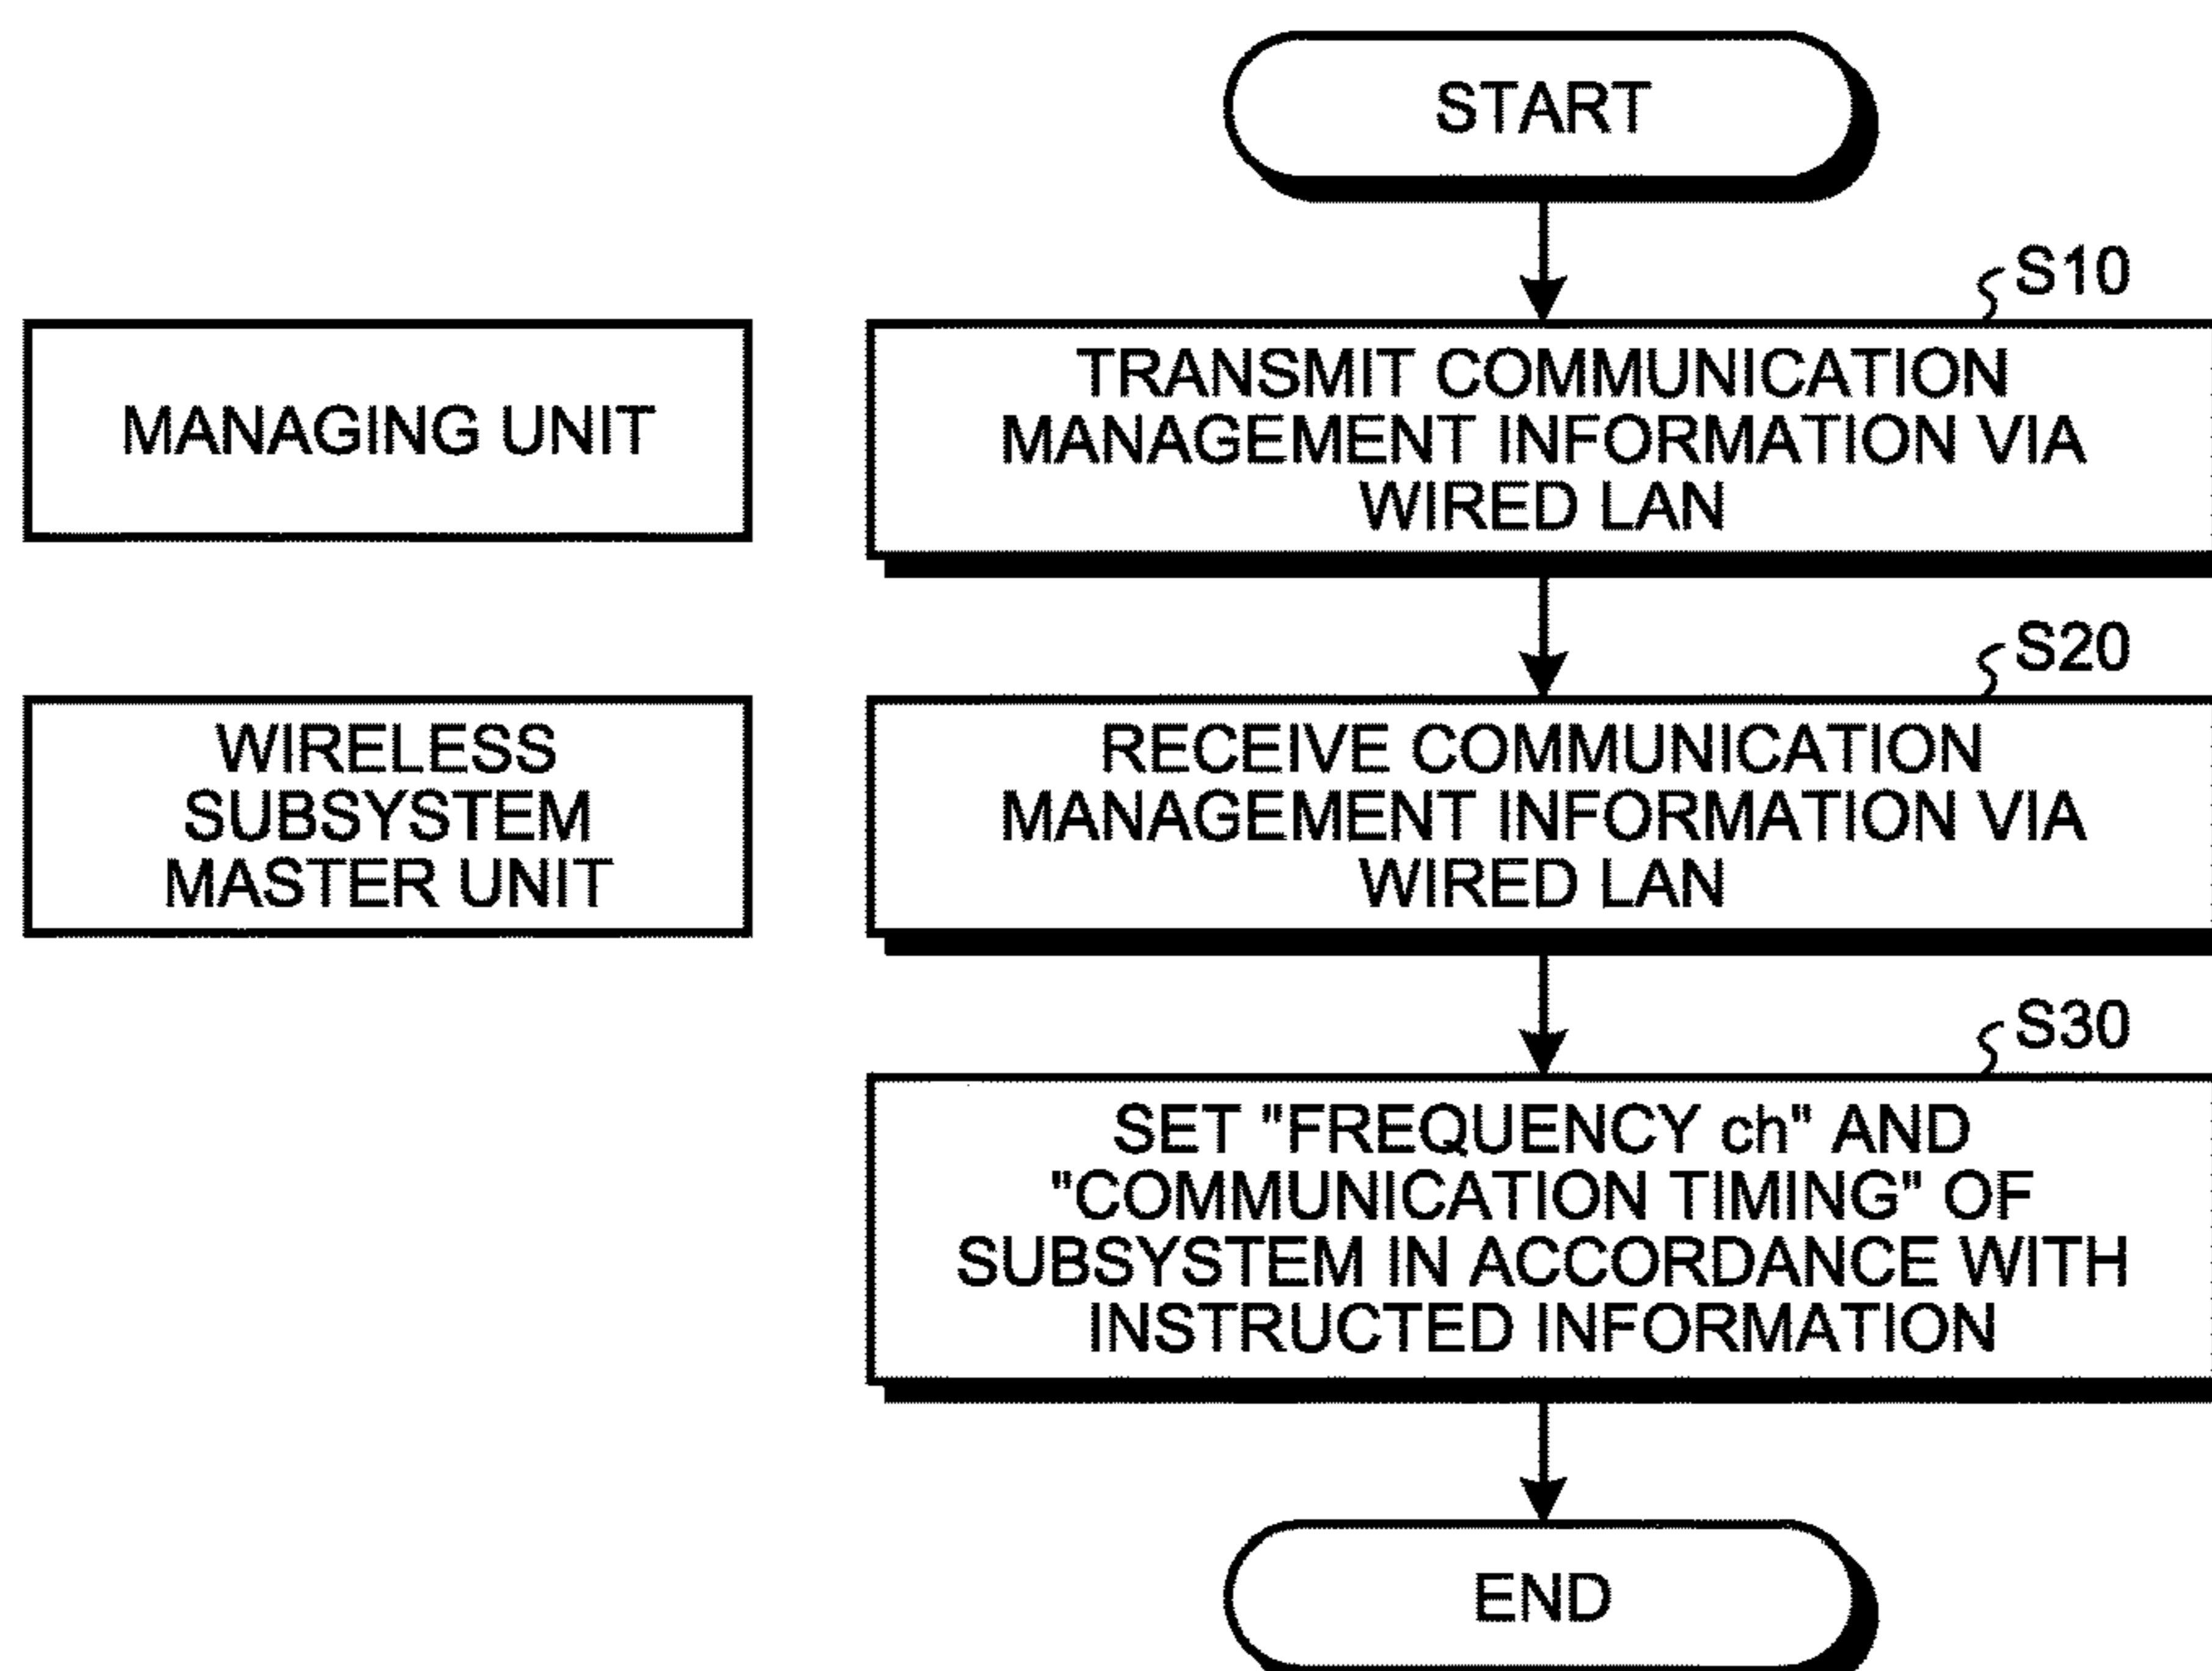 START
S10
MANAGING UNIT
TRANSMIT COMMUNICATION
MANAGEMENT INFORMATION VIA
WIRED LAN
S20
WIRELESS
SUBSYSTEM
MASTER UNIT
RECEIVE COMMUNICATION
MANAGEMENT INFORMATION VIA
WIRED LAN
S30
SET "FREQUENCY ch" AND
"COMMUNICATION TIMING" OF
SUBSYSTEM IN ACCORDANCE WITH
INSTRUCTED INFORMATION
END